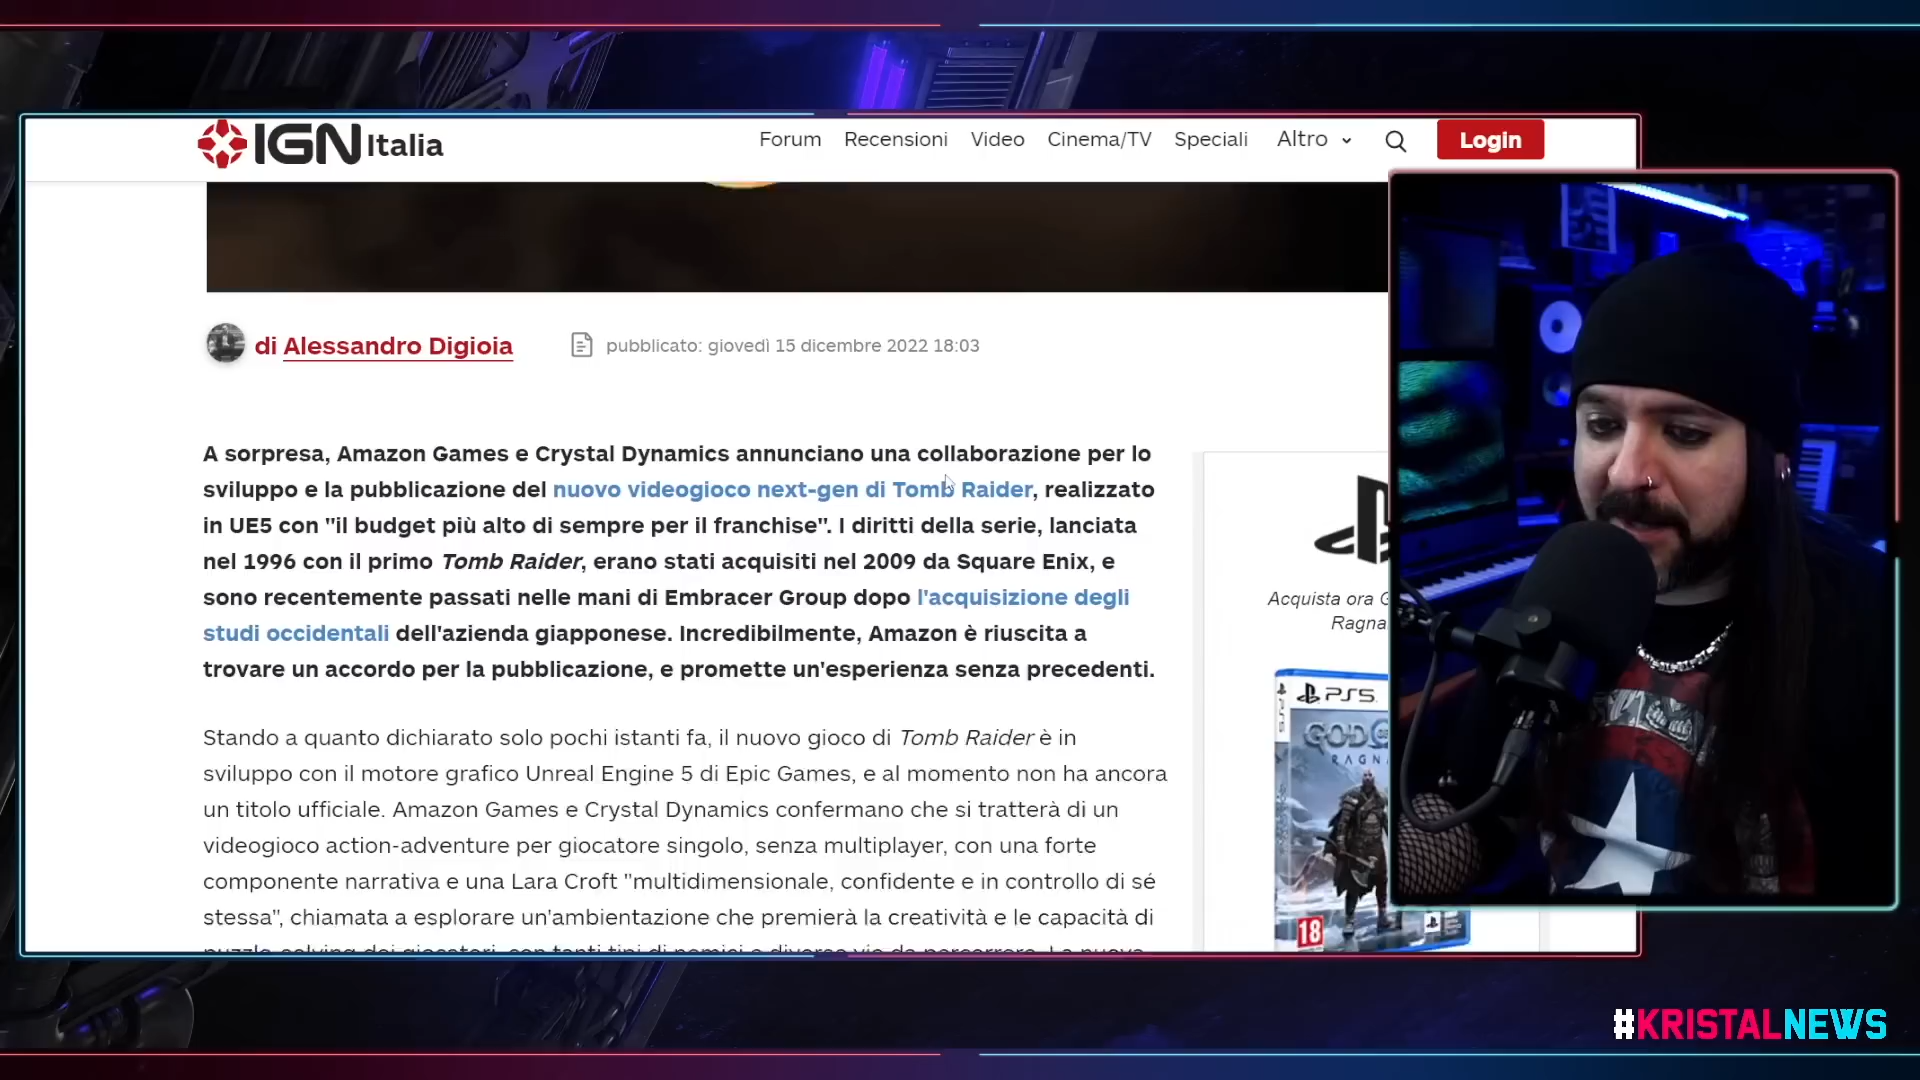 IGN Italia
Forum Recensioni Video Cinema/TV Speciali Altro Login
di Alessandro Digioia pubblicato: giovedì 15 dicembre 2022 18:03
A sorpresa, Amazon Games e Crystal Dynamics annunciano una collaborazione per lo
sviluppo e la pubblicazione del nuovo videogioco next-gen di Tomb Raider, realizzato
in UE5 con "il budget più alto di sempre per il franchise". I diritti della serie, lanciata
nel 1996 con il primo Tomb Raider, erano stati acquisiti nel 2009 da Square Enix, e
sono recentemente passati nelle mani di Embracer Group dopo l'acquisizione degli
studi occidentali dell'azienda giapponese. Incredibilmente, Amazon è riuscita a
trovare un accordo per la pubblicazione, e promette un'esperienza senza precedenti.
Stando a quanto dichiarato solo pochi istanti fa, il nuovo gioco di Tomb Raider è in
sviluppo con il motore grafico Unreal Engine 5 di Epic Games, e al momento non ha ancora
un titolo ufficiale. Amazon Games e Crystal Dynamics confermano che si tratterà di un
videogioco action-adventure per giocatore singolo, senza multiplayer, con una forte
componente narrativa e una Lara Croft "multidimensionale, confidente e in controllo di sé
stessa", chiamata a esplorare un'ambientazione che premierà la creatività e le capacità di
Acquista ora
PS5
PS5
GOD
RAGNA
18
#KRISTALNEWS